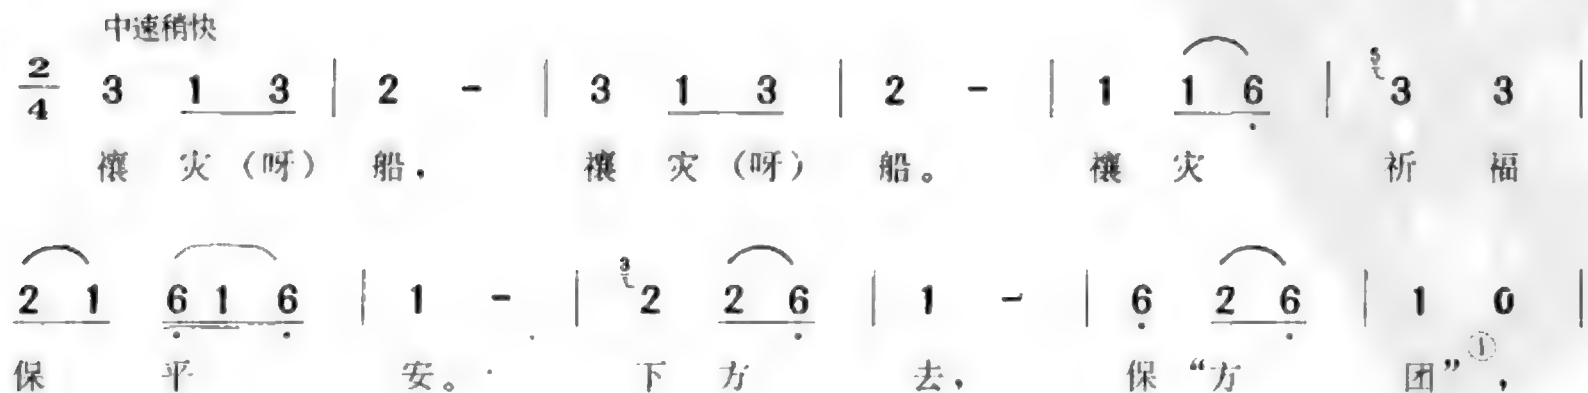 中速稍快
2/4 3 1 3 | 2 - | 3 1 3 | 2 - | 1 1 6̣ | ⁵3 3 |
禳 灾（呀） 船， 禳 灾（呀） 船。 禳 灾 祈 福
2 1 6̣ 1 6̣ | 1 - | ³2 2 6̣ | 1 - | 6̣ 2 6̣ | 1 0 |
保 平 安。 下 方 去， 保“方 团”①，